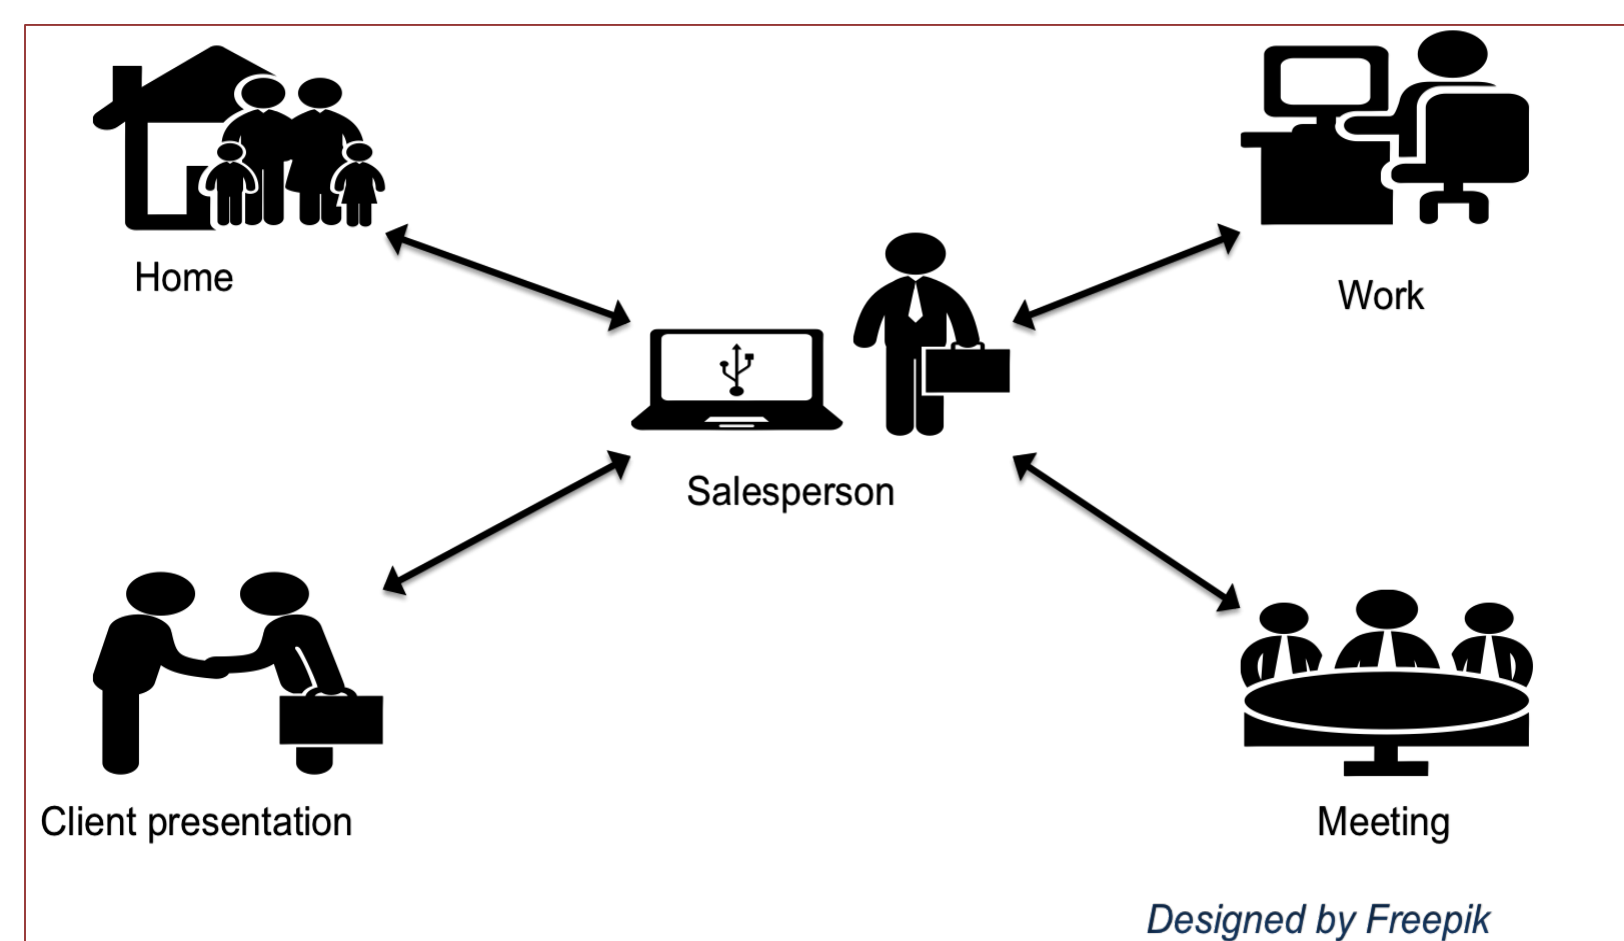 Home
Work
Salesperson
Client presentation
Meeting
Designed by Freepik